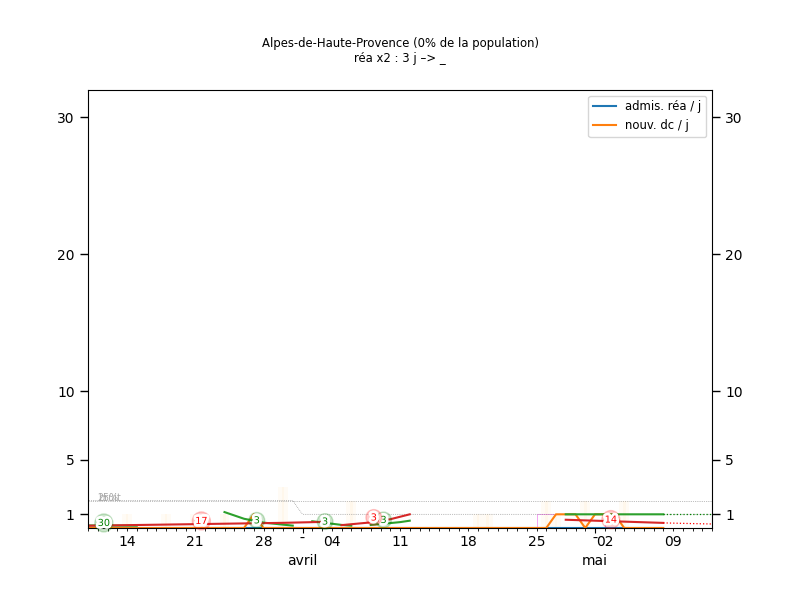 Alpes-de-Haute-Provence (0% de la population)
réa x2 : 3 j –> _
admis. réa / j
nouv. dc / j
30 30
20 20
10 10
5 5
1 1
30 17 3 3 3 3 14
14 21 28 04 11 18 25 02 09
avril mai